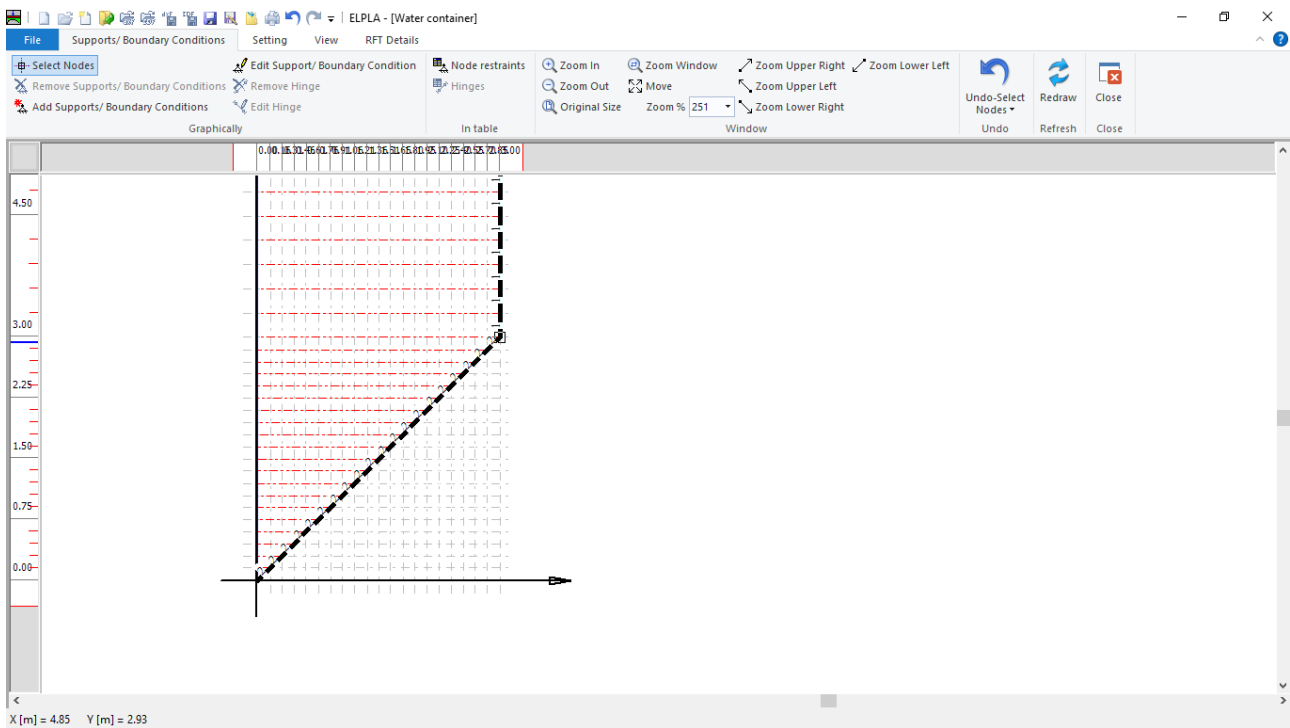 ELPLA - [Water container]
File Supports/ Boundary Conditions Setting View RFT Details
Select Nodes Edit Support/ Boundary Condition Node restraints Zoom In Zoom Window Zoom Upper Right Zoom Lower Left
Remove Supports/ Boundary Conditions Remove Hinge Hinges Zoom Out Move Zoom Upper Left Undo-Select Nodes Redraw Close
Add Supports/ Boundary Conditions Edit Hinge Original Size Zoom % 251 Zoom Lower Right
Graphically In table Window Undo Refresh Close
4.50
3.00
2.25
1.50
0.75
0.00
X [m] = 4.85 Y [m] = 2.93